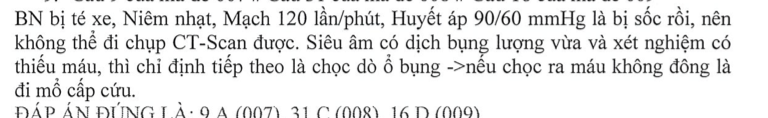 BN bị té xe, Niêm nhạt, Mạch 120 lần/phút, Huyết áp 90/60 mmHg là bị sốc rồi, nên
không thể đi chụp CT-Scan được. Siêu âm có dịch bụng lượng vừa và xét nghiệm có
thiếu máu, thì chỉ định tiếp theo là chọc dò ổ bụng ->nếu chọc ra máu không đông là
đi mổ cấp cứu.
ĐÁP ÁN ĐÚNG LÀ: 9 A (007) 31 C (008) 16 D (009)